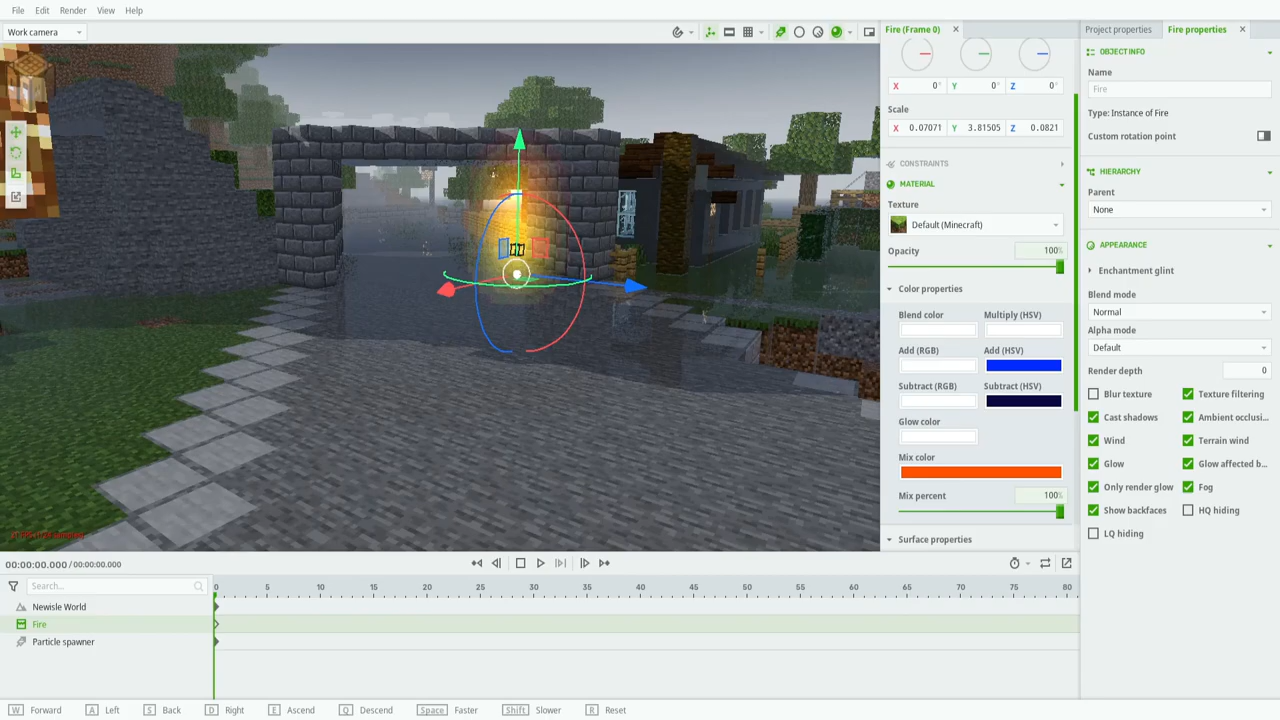 File Edit Render View Help
Work camera
Fire (Frame 0)
X 0° Y 0° Z 0°
Scale
X 0.07071 Y 3.81505 Z 0.0821
CONSTRAINTS
MATERIAL
Texture
Default (Minecraft)
Opacity 100%
Color properties
Blend color Multiply (HSV)
Add (RGB) Add (HSV)
Subtract (RGB) Subtract (HSV)
Glow color
Mix color
Mix percent 100%
Surface properties
Project properties Fire properties
OBJECT INFO
Name
Fire
Type: Instance of Fire
Custom rotation point
HIERARCHY
Parent
None
APPEARANCE
Enchantment glint
Blend mode
Normal
Alpha mode
Default
Render depth 0
Blur texture Texture filtering
Cast shadows Ambient occlusi...
Wind Terrain wind
Glow Glow affected b...
Only render glow Fog
Show backfaces HQ hiding
LQ hiding
00:00:00.000 / 00:00:00.000
Search...
0 5 10 15 20 25 30 35 40 45 50 55 60 65 70 75 80
Newisle World
Fire
Particle spawner
W Forward A Left S Back D Right E Ascend Q Descend Space Faster Shift Slower R Reset